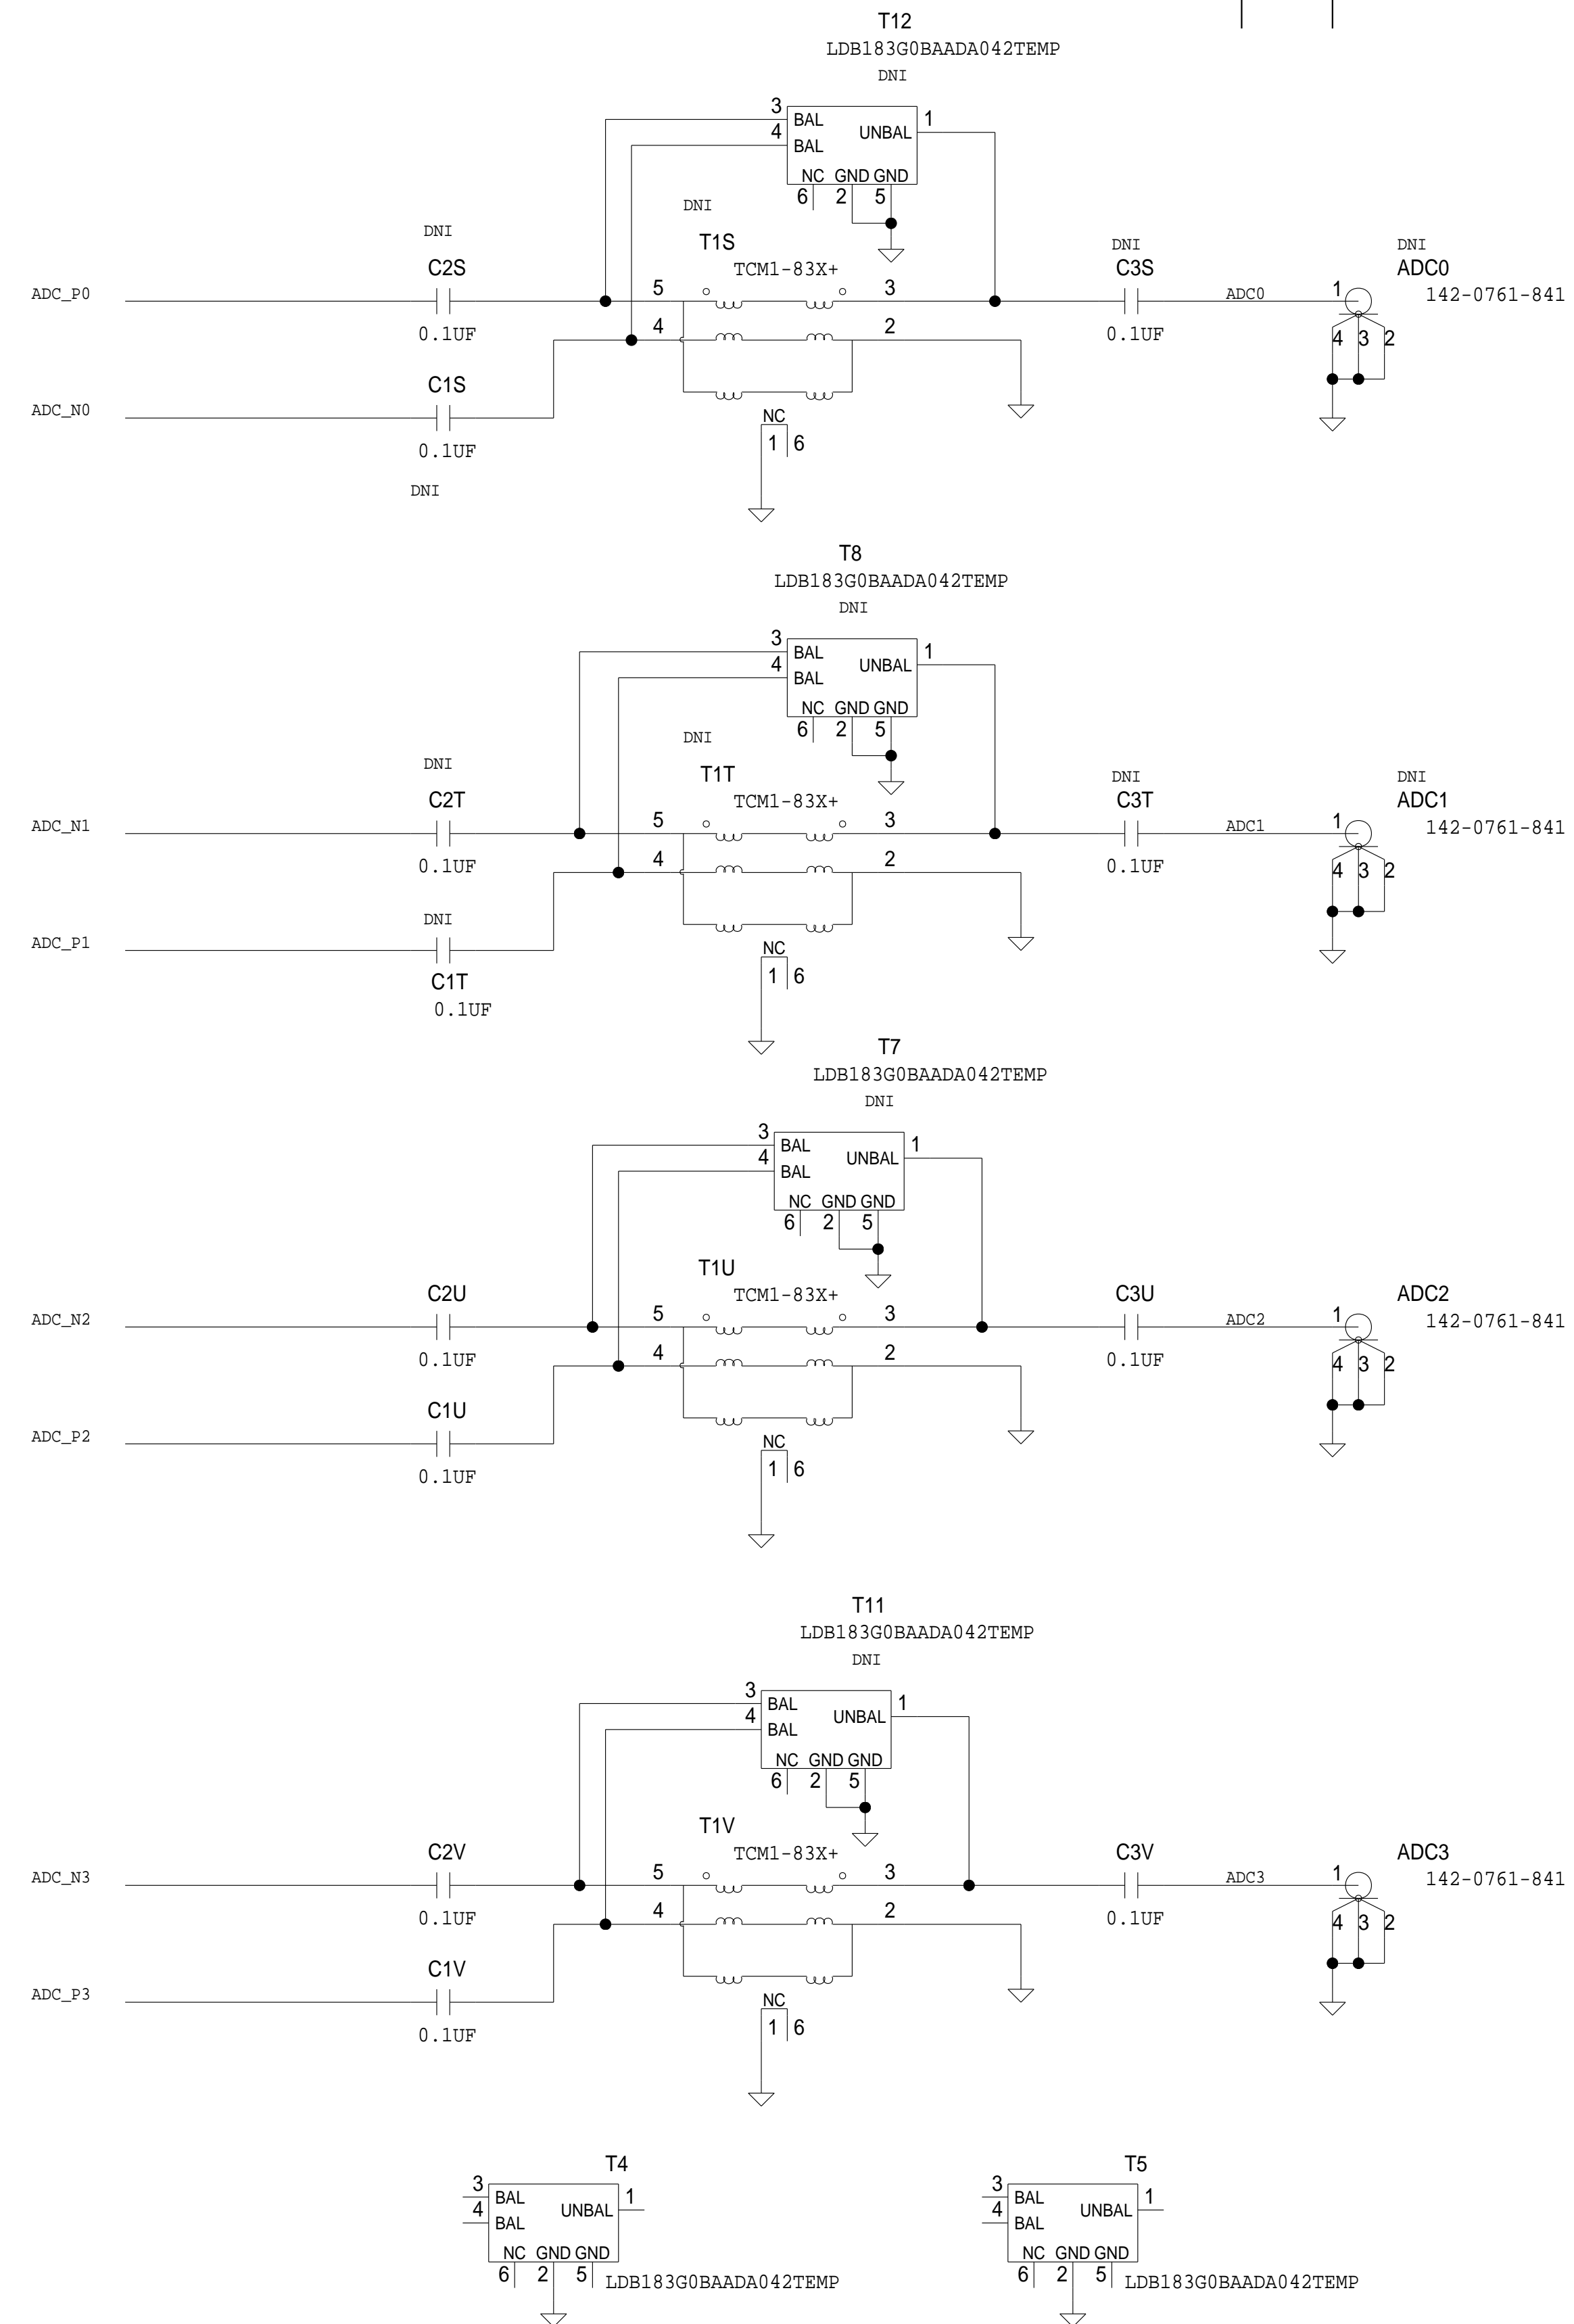 T12
LDB183G0BAADA042TEMP
DNI
3 BAL UNBAL 1
4 BAL
NC GND GND
6 2 5
DNI
DNI
T1S
DNI
DNI
C2S
TCM1-83X+
C3S
ADC0
ADC_P0
5
3
ADC0
1
142-0761-841
0.1UF
4
2
0.1UF
4 3 2
C1S
ADC_N0
NC
0.1UF
1 6
DNI
T8
LDB183G0BAADA042TEMP
DNI
3 BAL UNBAL 1
4 BAL
NC GND GND
6 2 5
DNI
DNI
T1T
DNI
DNI
C2T
TCM1-83X+
C3T
ADC1
ADC_N1
5
3
ADC1
1
142-0761-841
0.1UF
4
2
0.1UF
4 3 2
DNI
ADC_P1
NC
C1T
1 6
0.1UF
T7
LDB183G0BAADA042TEMP
DNI
3 BAL UNBAL 1
4 BAL
NC GND GND
6 2 5
T1U
C2U
TCM1-83X+
C3U
ADC2
ADC_N2
5
3
ADC2
1
142-0761-841
0.1UF
4
2
0.1UF
4 3 2
C1U
ADC_P2
NC
0.1UF
1 6
T11
LDB183G0BAADA042TEMP
DNI
3 BAL UNBAL 1
4 BAL
NC GND GND
6 2 5
T1V
C2V
TCM1-83X+
C3V
ADC3
ADC_N3
5
3
ADC3
1
142-0761-841
0.1UF
4
2
0.1UF
4 3 2
C1V
ADC_P3
NC
0.1UF
1 6
T4
3 BAL UNBAL 1
4 BAL
NC GND GND
6 2 5
LDB183G0BAADA042TEMP
T5
3 BAL UNBAL 1
4 BAL
NC GND GND
6 2 5
LDB183G0BAADA042TEMP